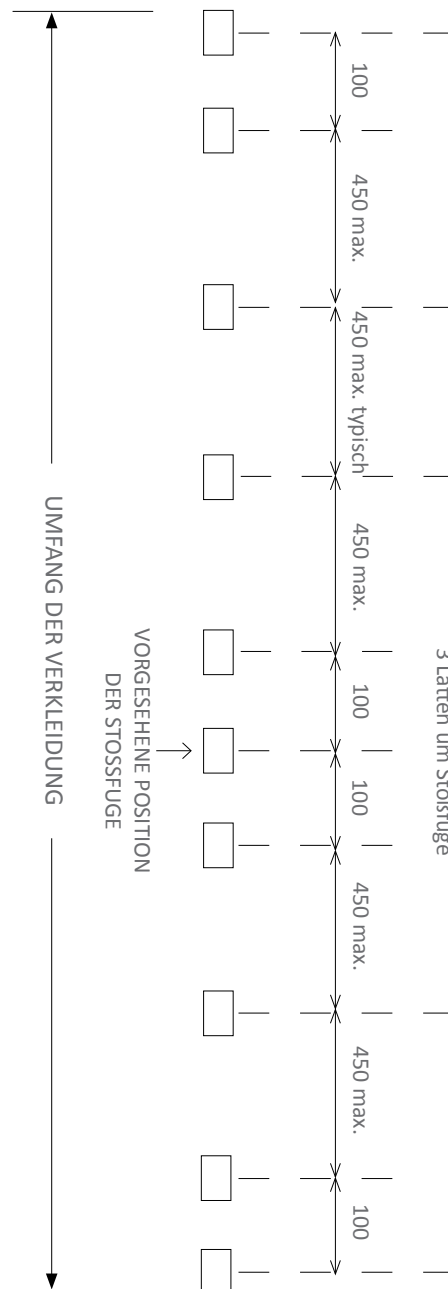 3 Latten um Stoßfuge
100
450 max.
450 max. typisch
450 max.
100
100
450 max.
450 max.
100
VORGESEHENE POSITION
DER STOSSFUGE
UMFANG DER VERKLEIDUNG